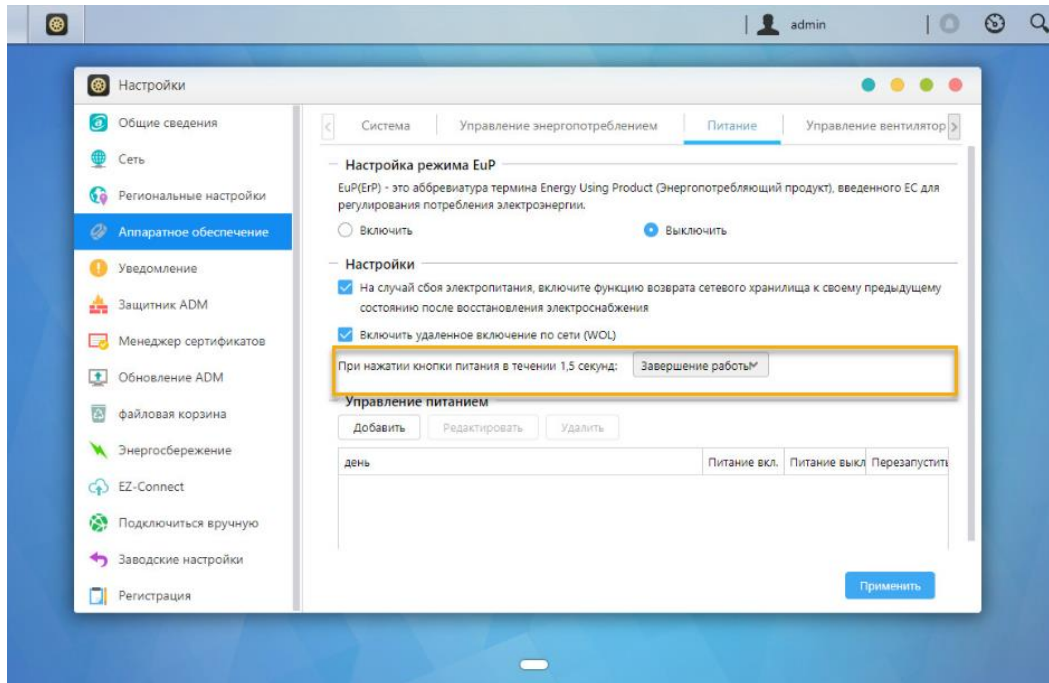 admin
Настройки
Общие сведения
Сеть
Региональные настройки
Аппаратное обеспечение
Уведомление
Защитник ADM
Менеджер сертификатов
Обновление ADM
файловая корзина
Энергосбережение
EZ-Connect
Подключиться вручную
Заводские настройки
Регистрация
Система Управление энергопотреблением Питание Управление вентилятор
Настройка режима EuP
EuP(ErP) - это аббревиатура термина Energy Using Product (Энергопотребляющий продукт), введенного ЕС для
регулирования потребления электроэнергии.
Включить Выключить
Настройки
На случай сбоя электропитания, включите функцию возврата сетевого хранилища к своему предыдущему
состоянию после восстановления электроснабжения
Включить удаленное включение по сети (WOL)
При нажатии кнопки питания в течении 1,5 секунд: Завершение работы
Управление питанием
Добавить Редактировать Удалить
день Питание вкл. Питание выкл Перезапустить
Применить